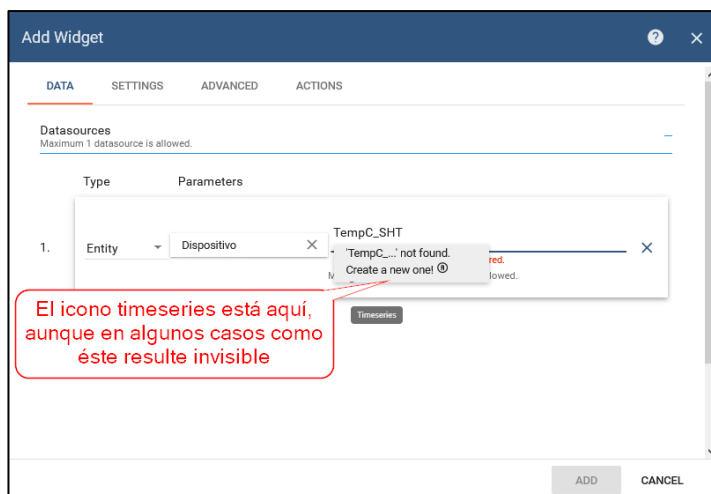 Add Widget
DATA SETTINGS ADVANCED ACTIONS
Datasources
Maximum 1 datasource is allowed.
Type Parameters
TempC_SHT
1. Entity Dispositivo
'TempC_...' not found.
Create a new one!
lowed.
El icono timeseries está aquí,
aunque en algunos casos como
éste resulte invisible
Timeseries
ADD CANCEL